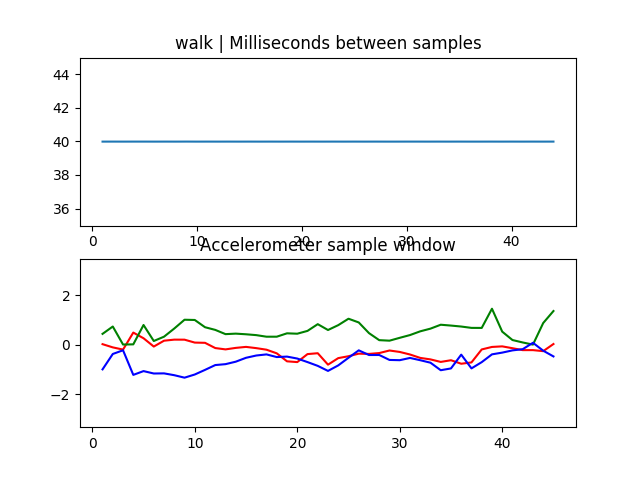 walk | Milliseconds between samples
44
42
40
38
36
0 10 20 30 40
Accelerometer sample window
2
0
−2
0 10 20 30 40